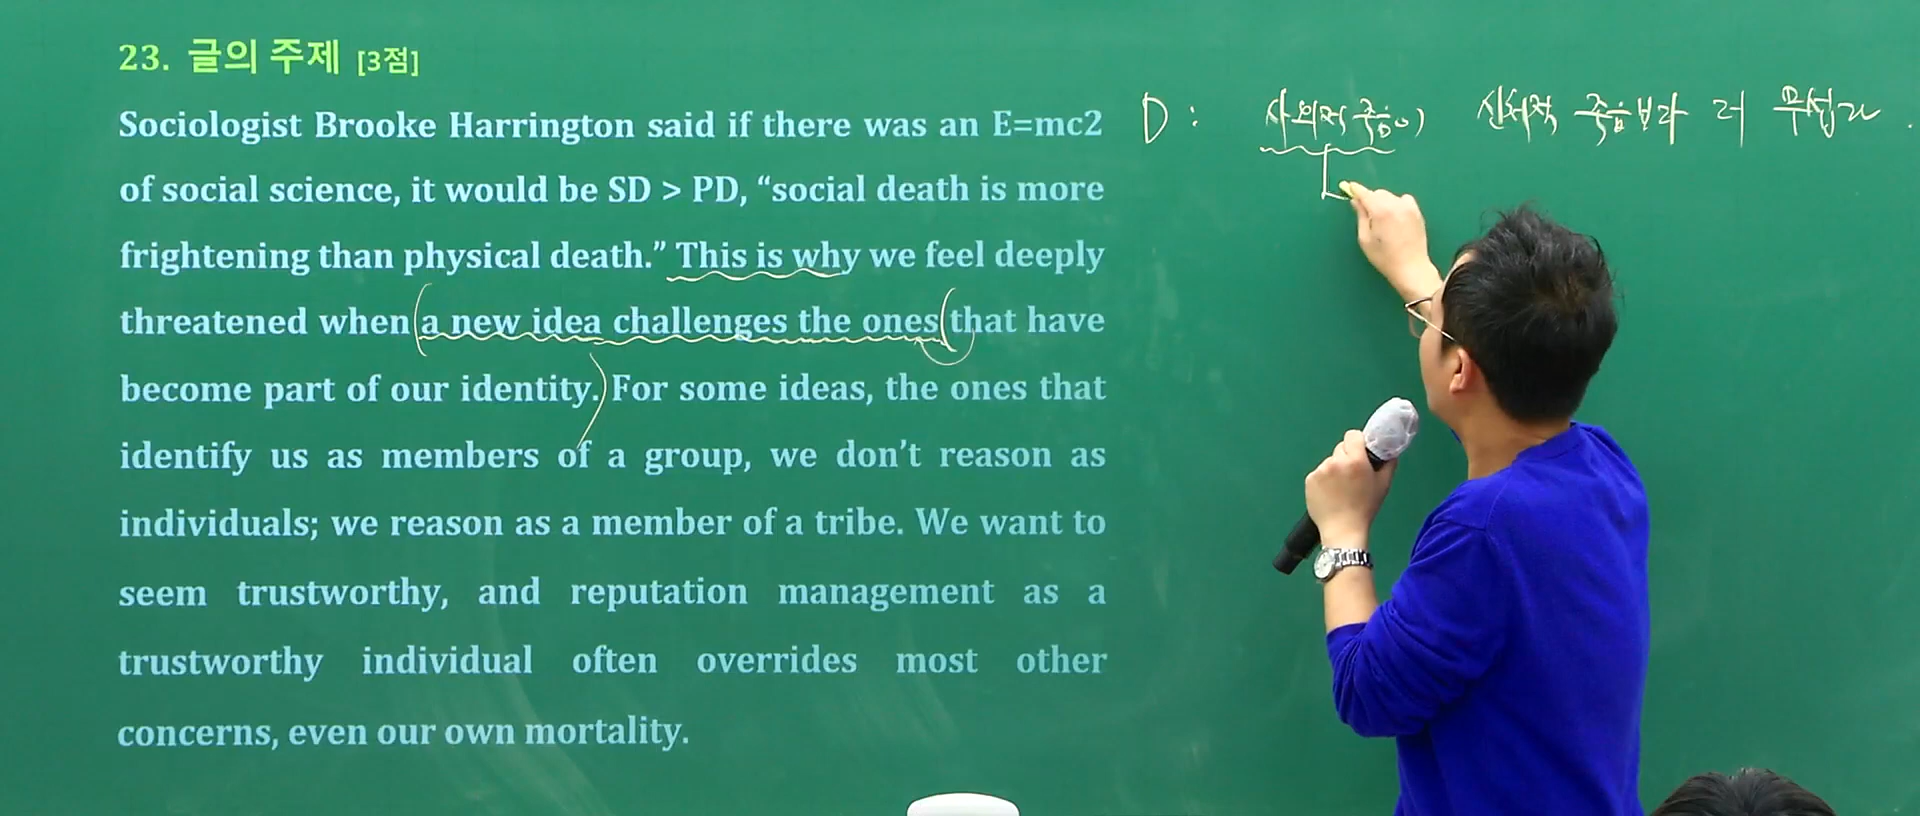 23. 글의 주제 [3점]
Sociologist Brooke Harrington said if there was an E=mc2
of social science, it would be SD > PD, “social death is more
frightening than physical death.” This is why we feel deeply
threatened when a new idea challenges the ones that have
become part of our identity. For some ideas, the ones that
identify us as members of a group, we don’t reason as
individuals; we reason as a member of a tribe. We want to
seem trustworthy, and reputation management as a
trustworthy individual often overrides most other
concerns, even our own mortality.
D : 사회적 죽음이 신체적 죽음보다 더 무섭다.